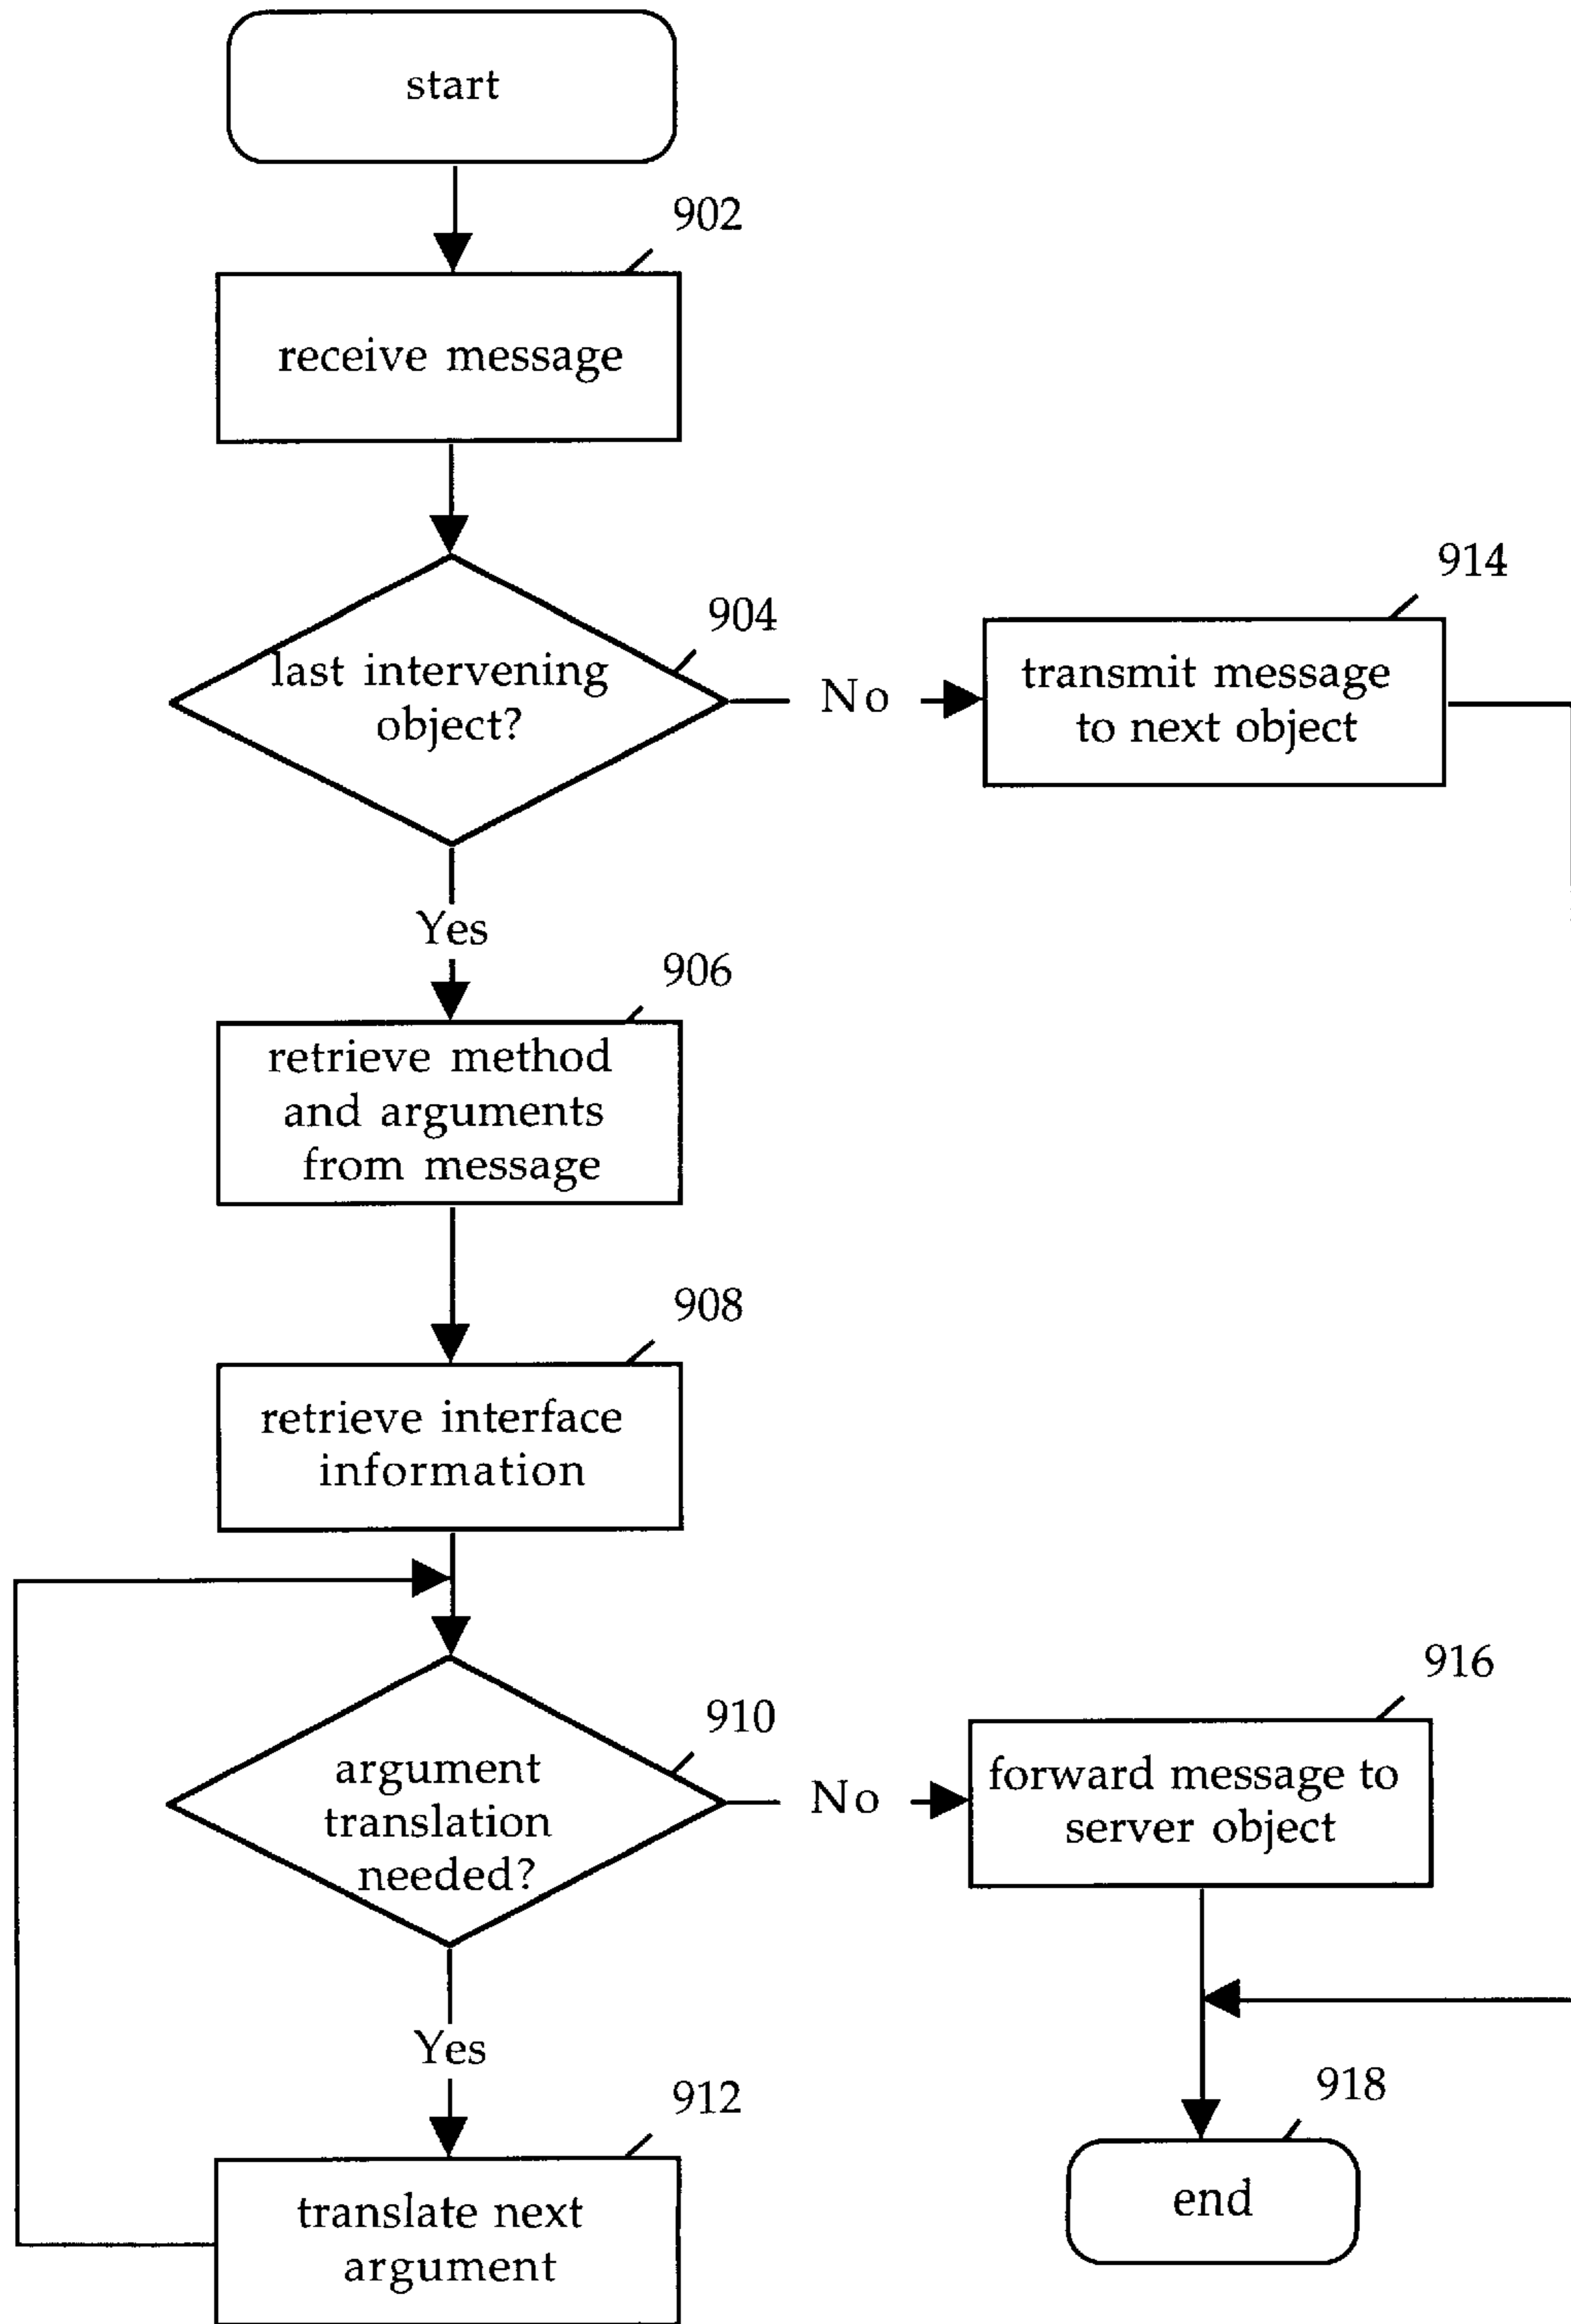 start
902
receive message
904
last intervening
object?
No
914
transmit message
to next object
Yes
906
retrieve method
and arguments
from message
908
retrieve interface
information
910
argument
translation
needed?
No
916
forward message to
server object
Yes
912
translate next
argument
918
end